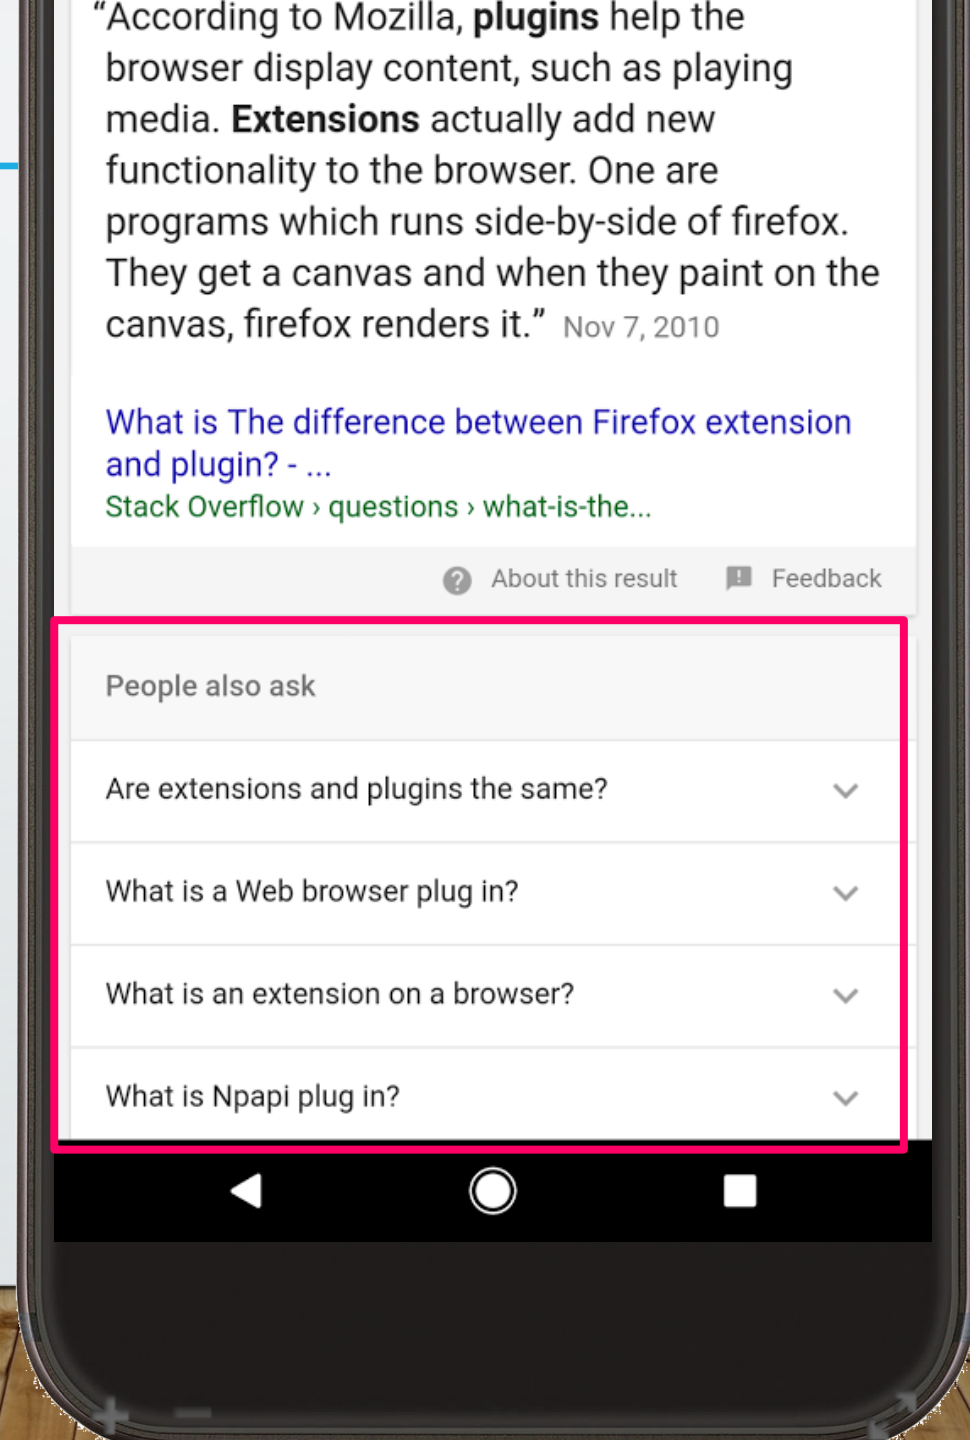 “According to Mozilla, plugins help the
browser display content, such as playing
media. Extensions actually add new
functionality to the browser. One are
programs which runs side-by-side of firefox.
They get a canvas and when they paint on the
canvas, firefox renders it.” Nov 7, 2010
What is The difference between Firefox extension
and plugin? - ...
Stack Overflow › questions › what-is-the...
About this result Feedback
People also ask
Are extensions and plugins the same?
What is a Web browser plug in?
What is an extension on a browser?
What is Npapi plug in?